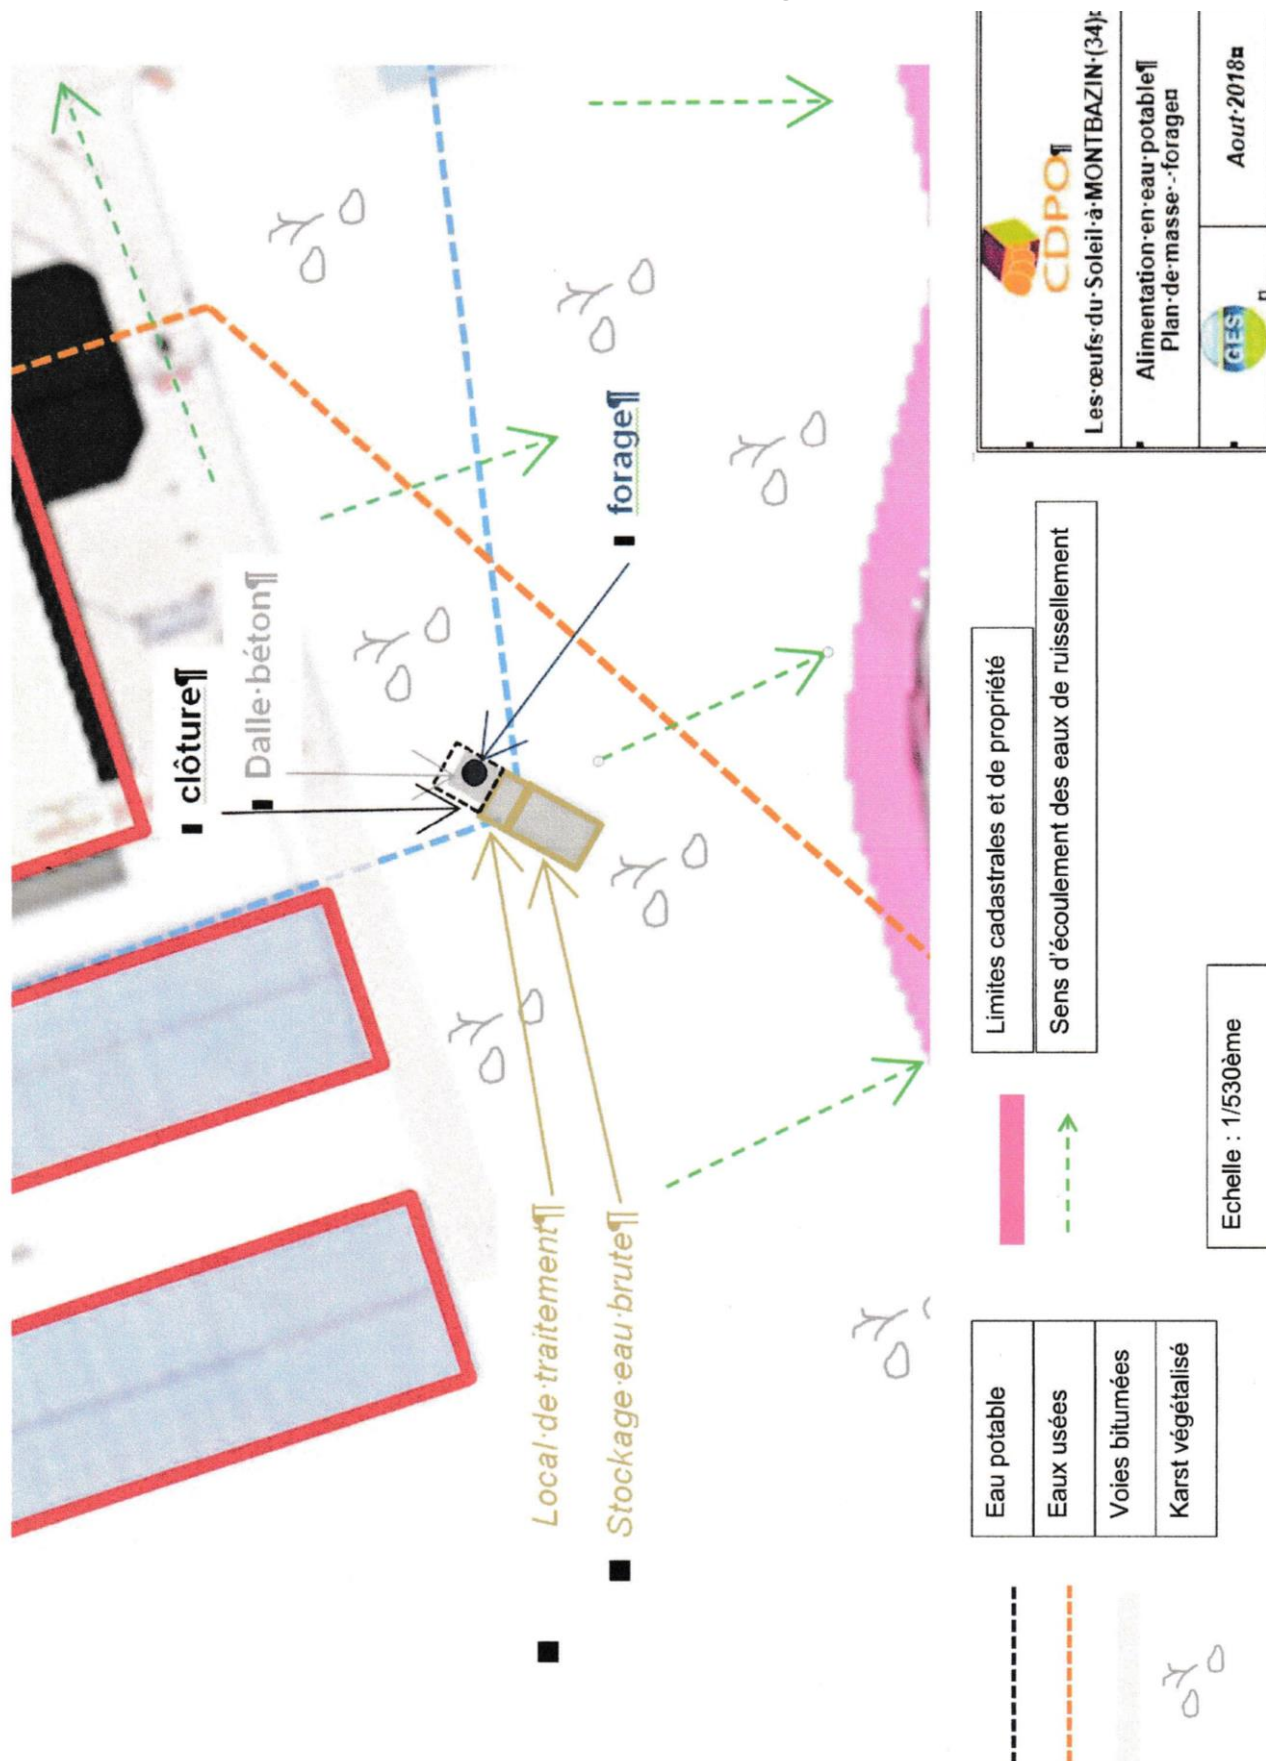 clôture¶
Dalle·béton¶
forage¶
Local·de·traitement¶
Stockage·eau·brute¶
Eau potable
Eaux usées
Voies bitumées
Karst végétalisé
Limites cadastrales et de propriété
Sens d'écoulement des eaux de ruissellement
Echelle : 1/530ème
CDPO¶
Les·œufs·du·Soleil·à·MONTBAZIN·(34)¤
Alimentation·en·eau·potable¶
Plan·de·masse·-·forage¤
GES
¤
Aout·2018¤